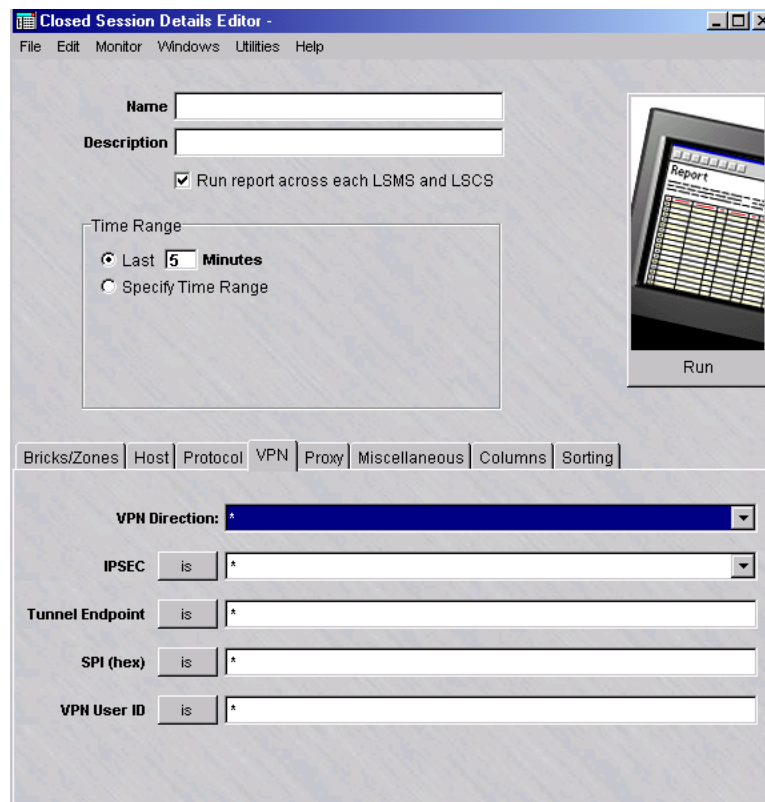 Closed Session Details Editor -
File Edit Monitor Windows Utilities Help
Name
Description
Run report across each LSMS and LSCS
Time Range
Last 5 Minutes
Specify Time Range
Report
Run
Bricks/Zones Host Protocol VPN Proxy Miscellaneous Columns Sorting
VPN Direction: *
IPSEC is *
Tunnel Endpoint is *
SPI (hex) is *
VPN User ID is *